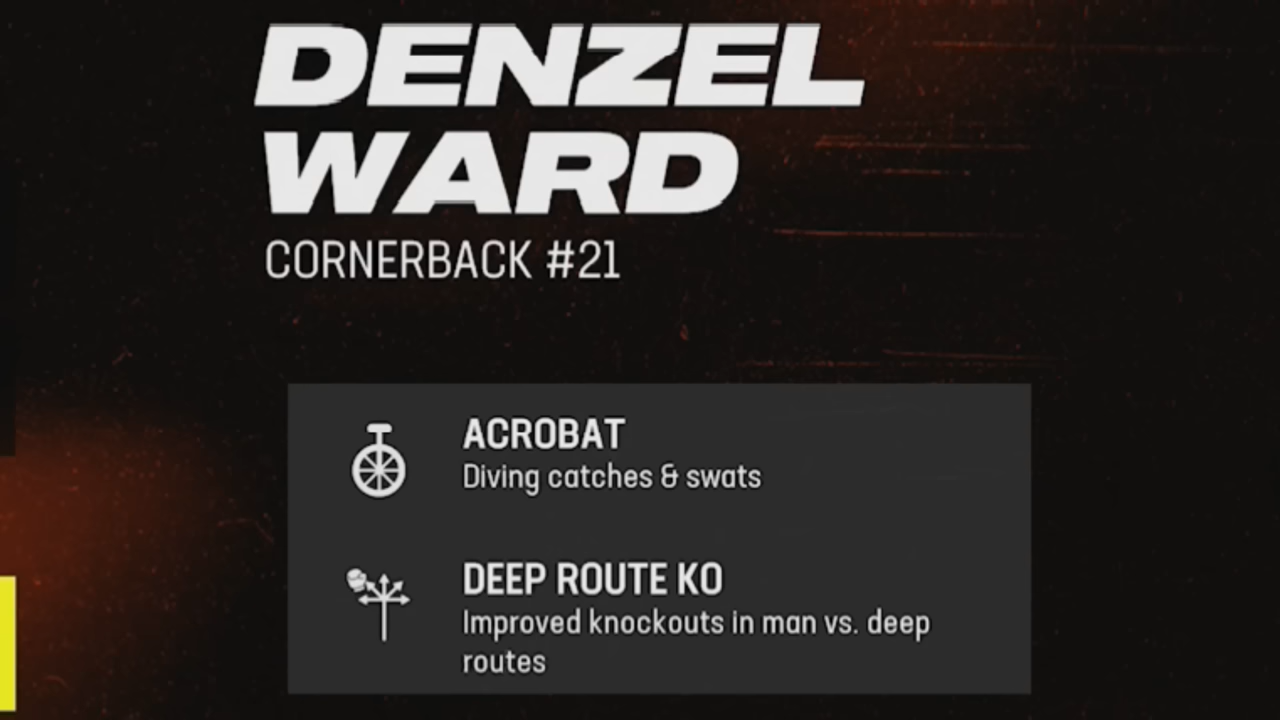 DENZEL
WARD
CORNERBACK #21
ACROBAT
Diving catches & swats
DEEP ROUTE KO
Improved knockouts in man vs. deep
routes